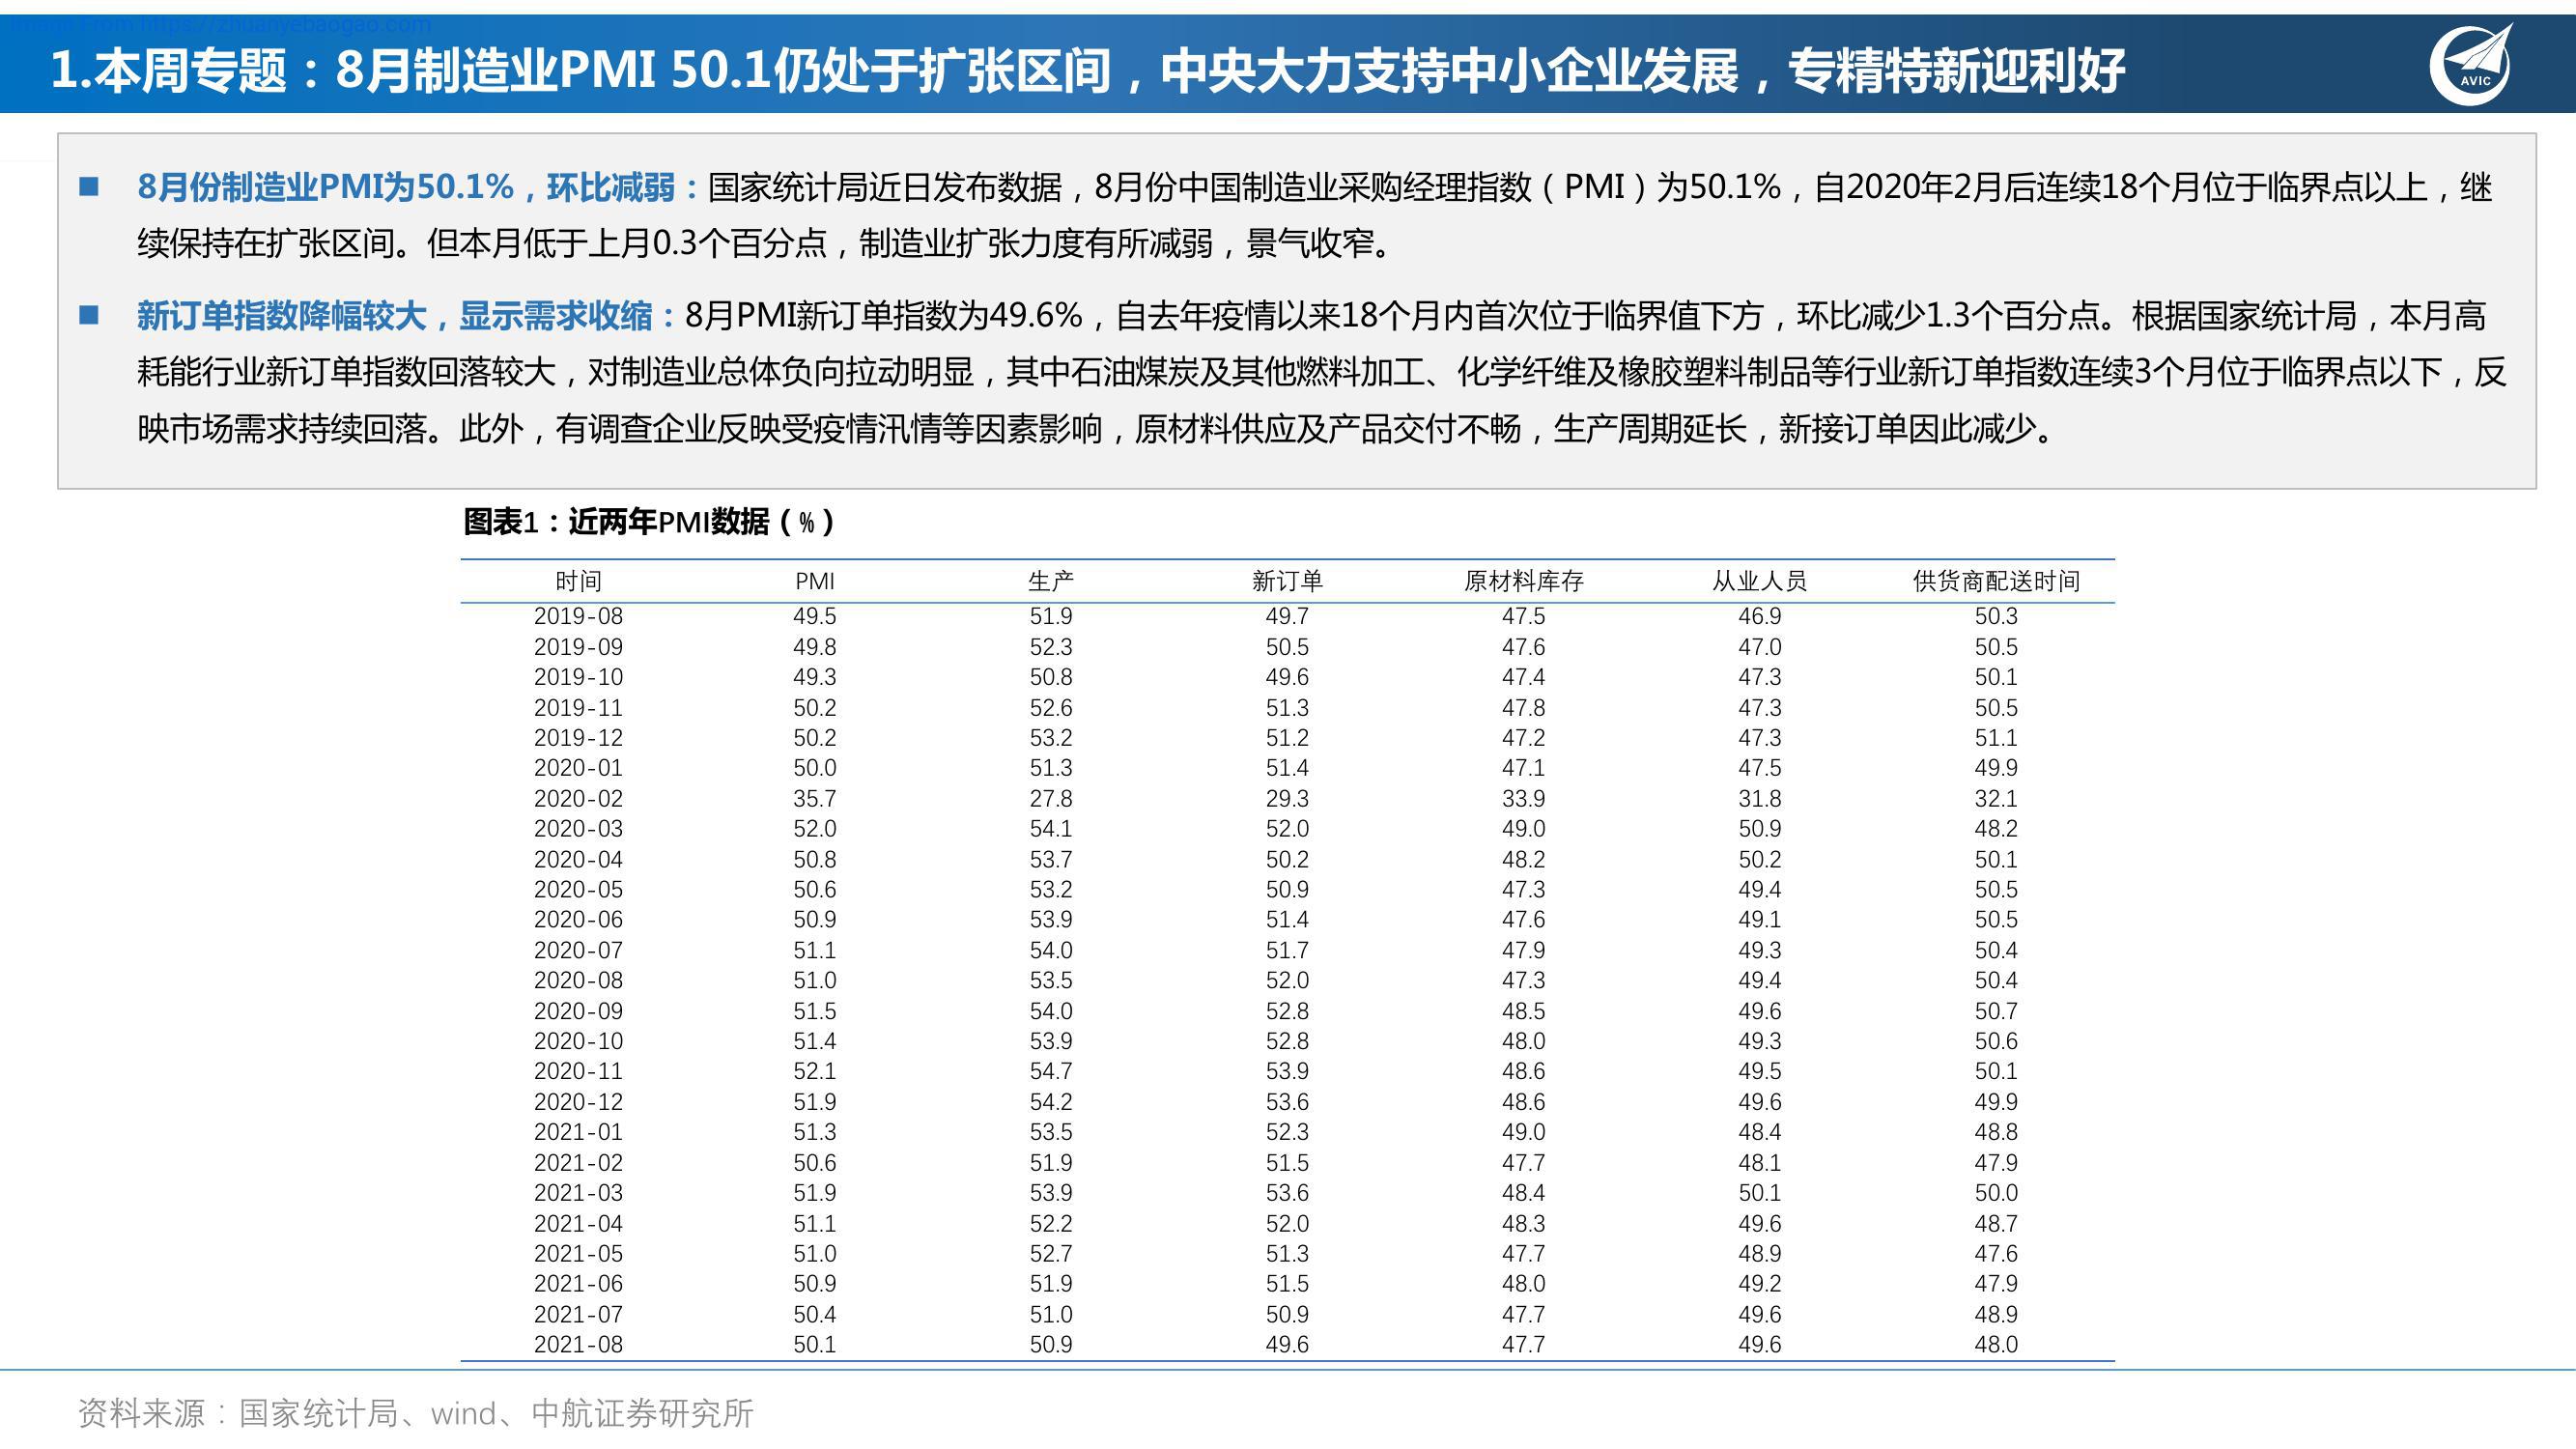 Image From https://zhuanyebaogao.com
1.本周专题：8月制造业PMI 50.1仍处于扩张区间，中央大力支持中小企业发展，专精特新迎利好
AVIC
■ 8月份制造业PMI为50.1%，环比减弱：国家统计局近日发布数据，8月份中国制造业采购经理指数（PMI）为50.1%，自2020年2月后连续18个月位于临界点以上，继
续保持在扩张区间。但本月低于上月0.3个百分点，制造业扩张力度有所减弱，景气收窄。
■ 新订单指数降幅较大，显示需求收缩：8月PMI新订单指数为49.6%，自去年疫情以来18个月内首次位于临界值下方，环比减少1.3个百分点。根据国家统计局，本月高
耗能行业新订单指数回落较大，对制造业总体负向拉动明显，其中石油煤炭及其他燃料加工、化学纤维及橡胶塑料制品等行业新订单指数连续3个月位于临界点以下，反
映市场需求持续回落。此外，有调查企业反映受疫情汛情等因素影响，原材料供应及产品交付不畅，生产周期延长，新接订单因此减少。
图表1：近两年PMI数据（%）
时间 PMI 生产 新订单 原材料库存 从业人员 供货商配送时间
2019-08 49.5 51.9 49.7 47.5 46.9 50.3
2019-09 49.8 52.3 50.5 47.6 47.0 50.5
2019-10 49.3 50.8 49.6 47.4 47.3 50.1
2019-11 50.2 52.6 51.3 47.8 47.3 50.5
2019-12 50.2 53.2 51.2 47.2 47.3 51.1
2020-01 50.0 51.3 51.4 47.1 47.5 49.9
2020-02 35.7 27.8 29.3 33.9 31.8 32.1
2020-03 52.0 54.1 52.0 49.0 50.9 48.2
2020-04 50.8 53.7 50.2 48.2 50.2 50.1
2020-05 50.6 53.2 50.9 47.3 49.4 50.5
2020-06 50.9 53.9 51.4 47.6 49.1 50.5
2020-07 51.1 54.0 51.7 47.9 49.3 50.4
2020-08 51.0 53.5 52.0 47.3 49.4 50.4
2020-09 51.5 54.0 52.8 48.5 49.6 50.7
2020-10 51.4 53.9 52.8 48.0 49.3 50.6
2020-11 52.1 54.7 53.9 48.6 49.5 50.1
2020-12 51.9 54.2 53.6 48.6 49.6 49.9
2021-01 51.3 53.5 52.3 49.0 48.4 48.8
2021-02 50.6 51.9 51.5 47.7 48.1 47.9
2021-03 51.9 53.9 53.6 48.4 50.1 50.0
2021-04 51.1 52.2 52.0 48.3 49.6 48.7
2021-05 51.0 52.7 51.3 47.7 48.9 47.6
2021-06 50.9 51.9 51.5 48.0 49.2 47.9
2021-07 50.4 51.0 50.9 47.7 49.6 48.9
2021-08 50.1 50.9 49.6 47.7 49.6 48.0
资料来源：国家统计局、wind、中航证券研究所